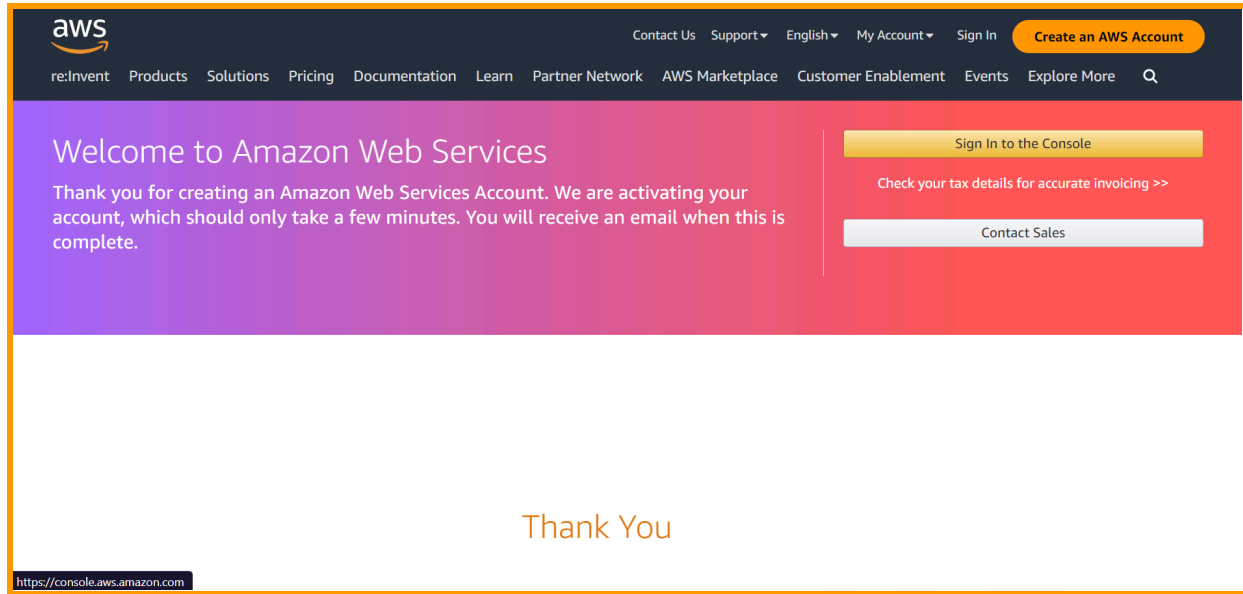 aws
Contact Us Support English My Account Sign In Create an AWS Account
re:Invent Products Solutions Pricing Documentation Learn Partner Network AWS Marketplace Customer Enablement Events Explore More
Welcome to Amazon Web Services
Thank you for creating an Amazon Web Services Account. We are activating your
account, which should only take a few minutes. You will receive an email when this is
complete.
Sign In to the Console
Check your tax details for accurate invoicing >>
Contact Sales
Thank You
https://console.aws.amazon.com